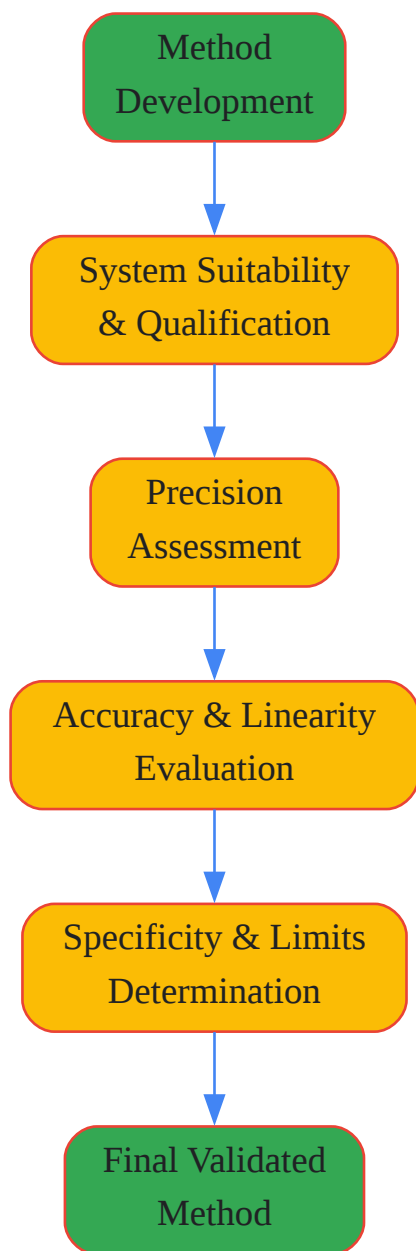 Method
Development
System Suitability
& Qualification
Precision
Assessment
Accuracy & Linearity
Evaluation
Specificity & Limits
Determination
Final Validated
Method